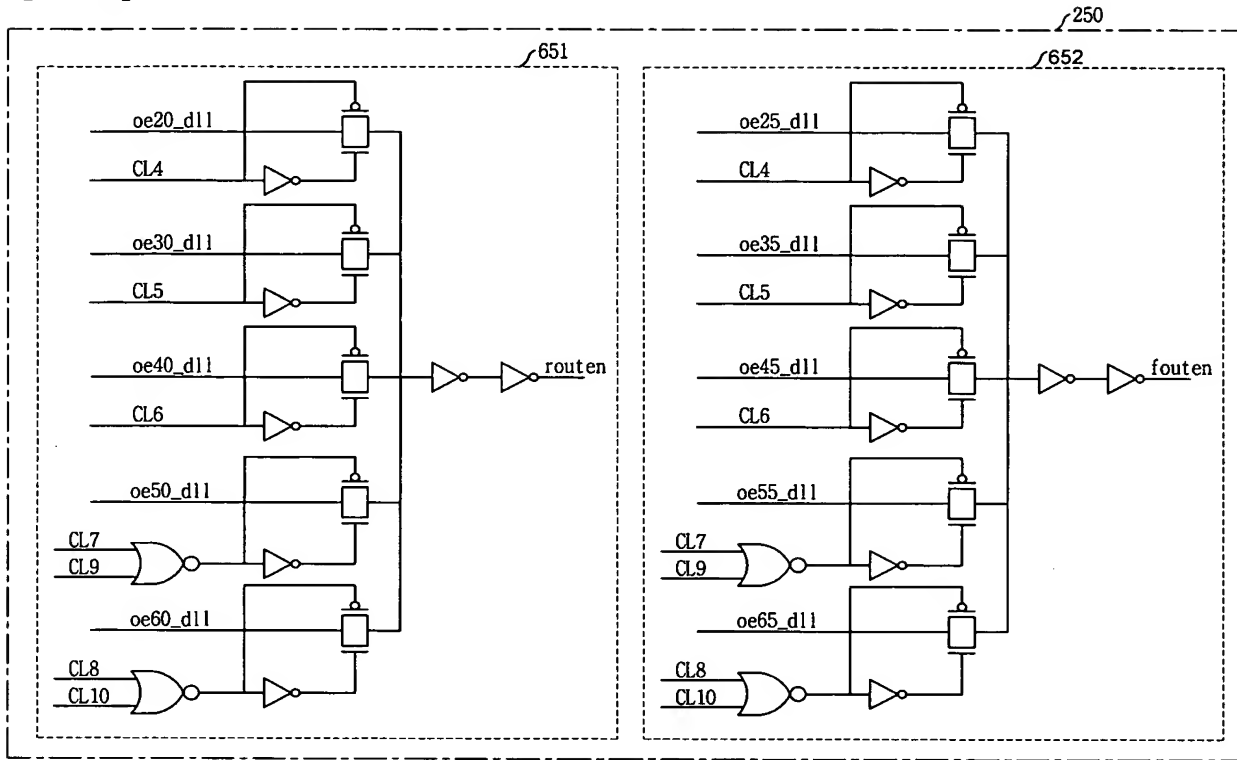 250
651
oe20_dll
CL4
oe30_dll
CL5
oe40_dll
CL6
routen
oe50_dll
CL7
CL9
oe60_dll
CL8
CL10
652
oe25_dll
CL4
oe35_dll
CL5
oe45_dll
CL6
fouten
oe55_dll
CL7
CL9
oe65_dll
CL8
CL10